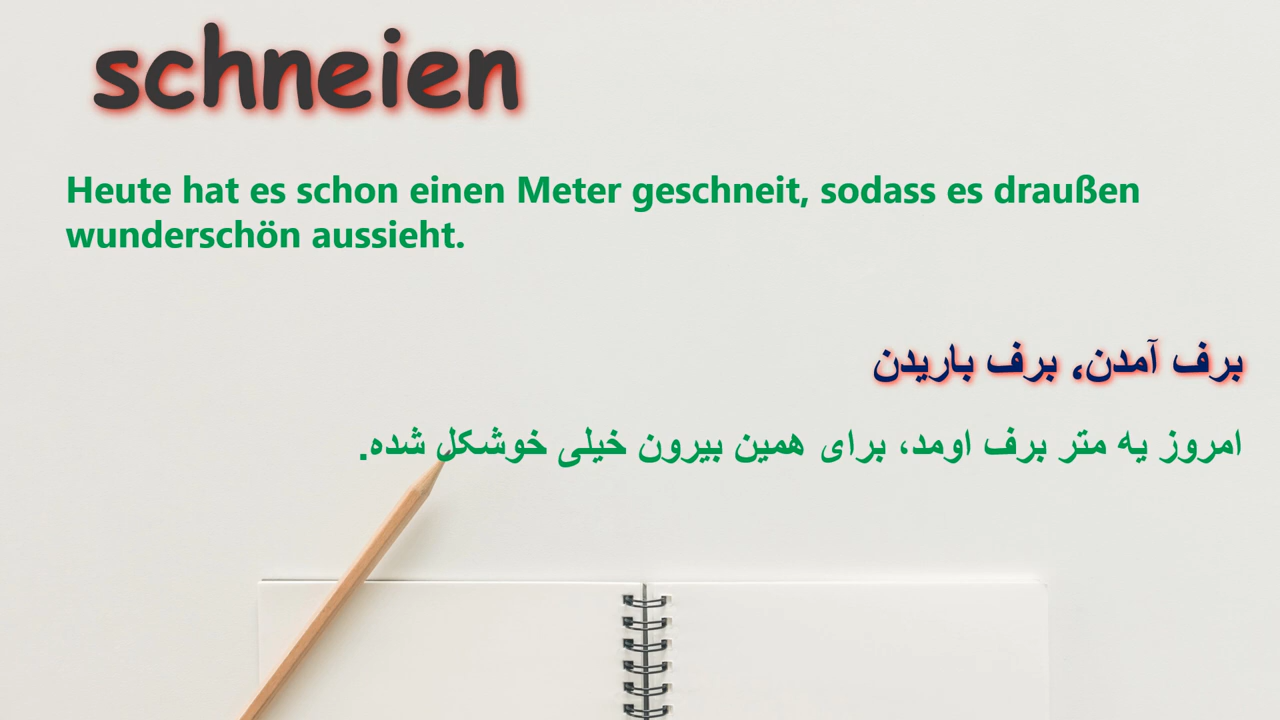 schneien
Heute hat es schon einen Meter geschneit, sodass es draußen
wunderschön aussieht.
برف آمدن، برف باریدن
امروز یه متر برف اومد، برای همین بیرون خیلی خوشکل شده.